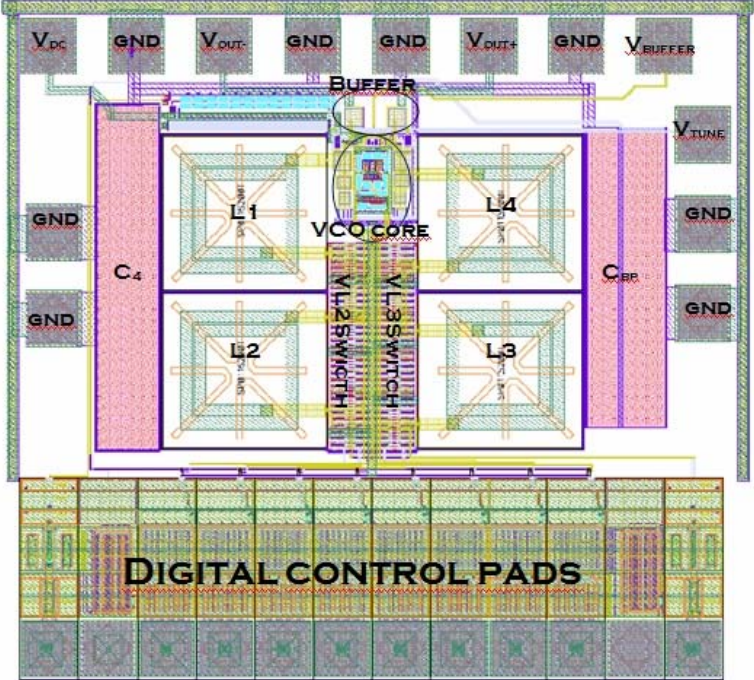 VDC GND VOUT- GND GND VOUT+ GND VBUFFER
BUFFER
VTUNE
L1 L4
GND GND
VCO CORE
C4 CBP
GND GND
VL2SWICTH VL3SWITCH
L2 L3
DIGITAL CONTROL PADS